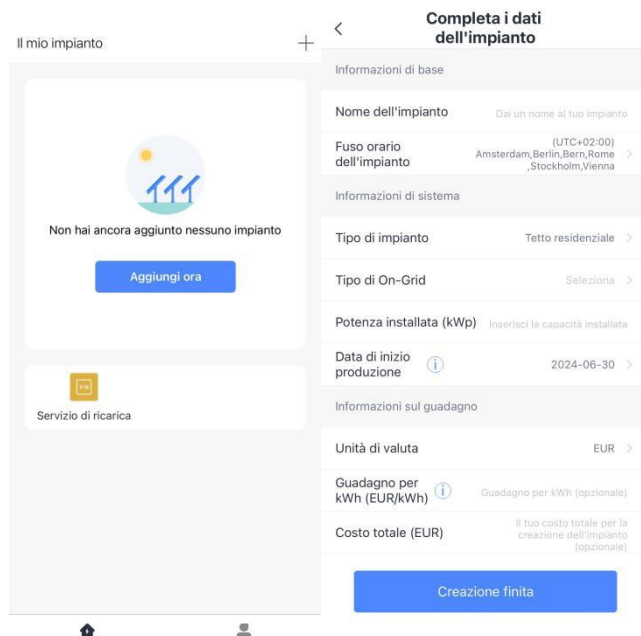 Il mio impianto
Non hai ancora aggiunto nessuno impianto
Aggiungi ora
Servizio di ricarica
Completa i dati
dell'impianto
Informazioni di base
Nome dell'impianto
Dai un nome al tuo impianto
Fuso orario
dell'impianto
(UTC+02:00)
Amsterdam,Berlin,Bern,Rome
,Stockholm,Vienna
Informazioni di sistema
Tipo di impianto
Tetto residenziale
Tipo di On-Grid
Seleziona
Potenza installata (kWp)
Inserisci la capacità installata
Data di inizio
produzione
2024-06-30
Informazioni sul guadagno
Unità di valuta
EUR
Guadagno per
kWh (EUR/kWh)
Guadagno per kWh (opzionale)
Costo totale (EUR)
Il tuo costo totale per la
creazione dell'impianto
(opzionale)
Creazione finita